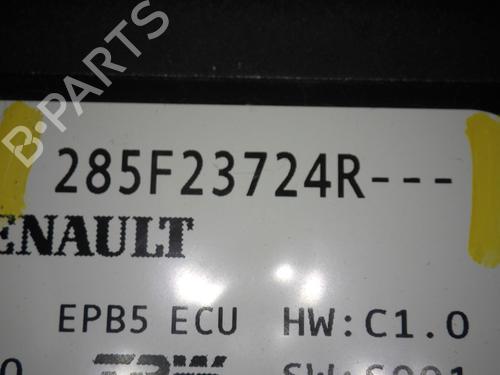 B-PARTS
285F23724R---
ENAULT
EPB5 ECU HW:C1.0